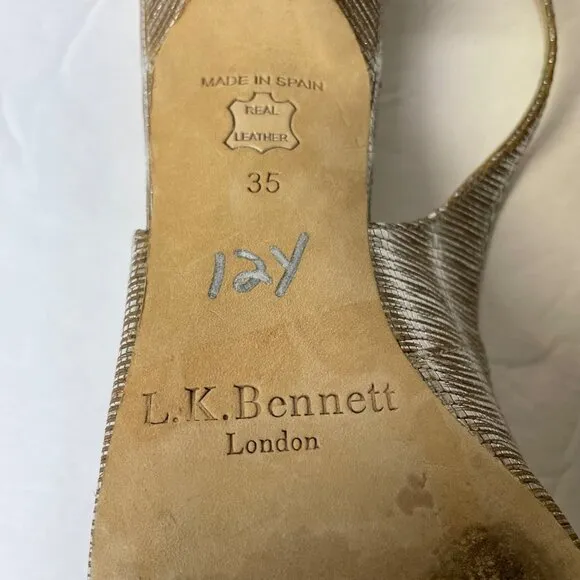 MADE IN SPAIN
REAL
LEATHER
35
12Y
L.K.Bennett
London